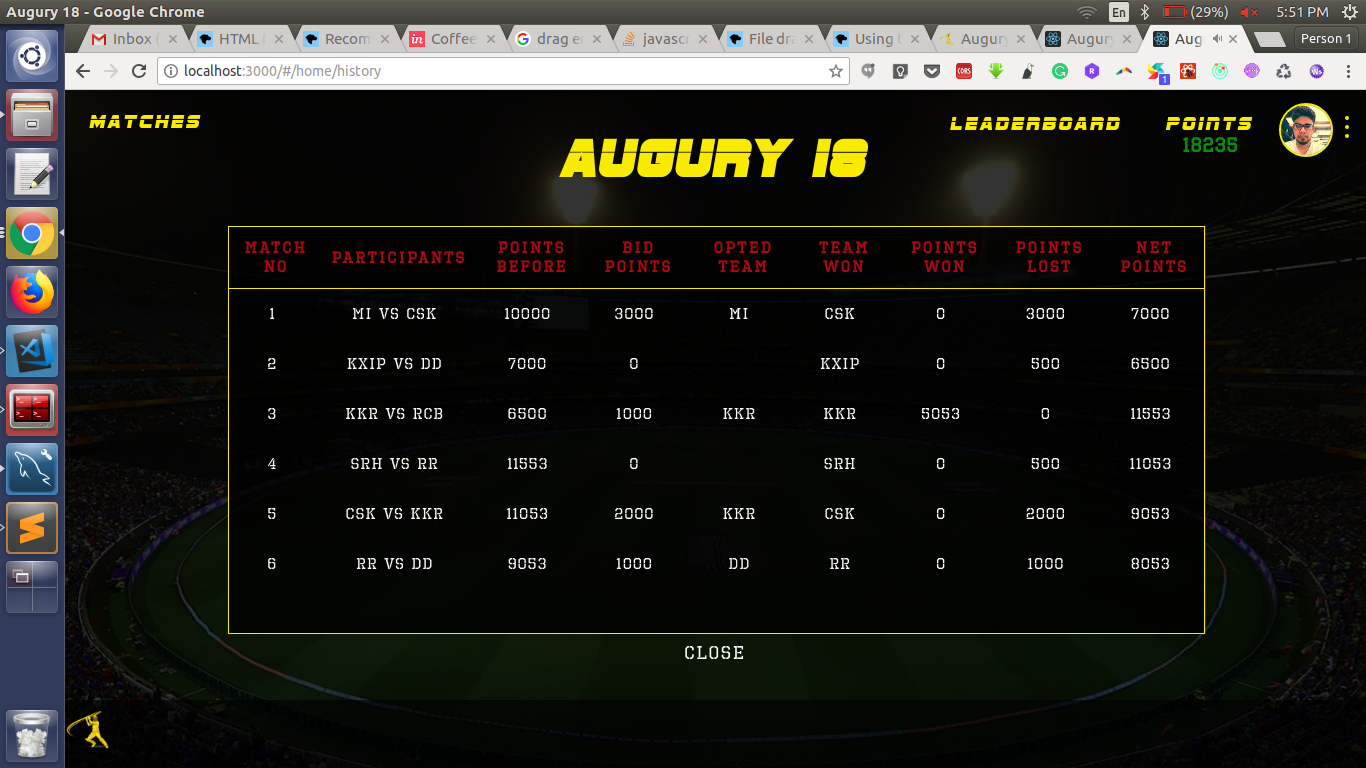 Augury 18 - Google Chrome
En (29%) 5:51 PM
Inbox ( HTML Recom Coffee drag e javascr File dra Using Augury Augury Aug Person 1
localhost:3000/#/home/history
MATCHES
LEADERBOARD
POINTS
18235
AUGURY 18
MATCH NO PARTICIPANTS POINTS BEFORE BID POINTS OPTED TEAM TEAM WON POINTS WON POINTS LOST NET POINTS
1 MI VS CSK 10000 3000 MI CSK 0 3000 7000
2 KXIP VS DD 7000 0 KXIP 0 500 6500
3 KKR VS RCB 6500 1000 KKR KKR 5053 0 11553
4 SRH VS RR 11553 0 SRH 0 500 11053
5 CSK VS KKR 11053 2000 KKR CSK 0 2000 9053
6 RR VS DD 9053 1000 DD RR 0 1000 8053
CLOSE